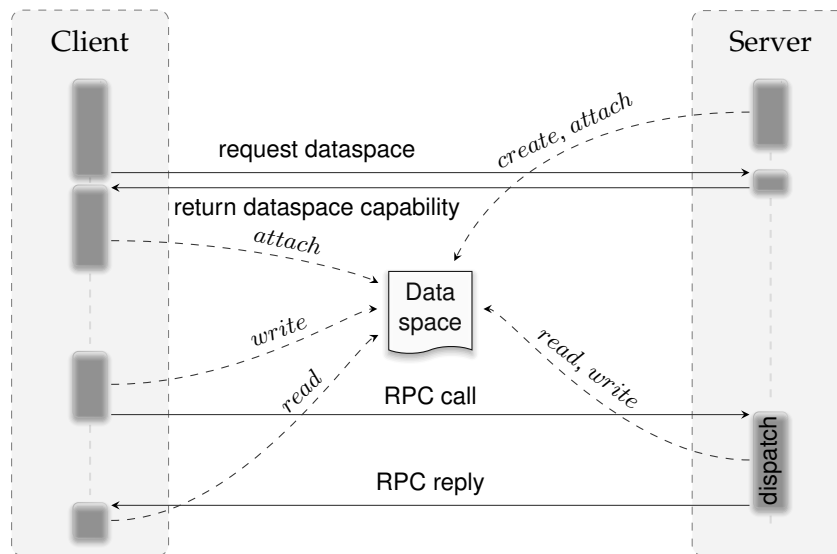 Client
Server
create, attach
request dataspace
return dataspace capability
attach
Data
space
write
read, write
read
RPC call
dispatch
RPC reply